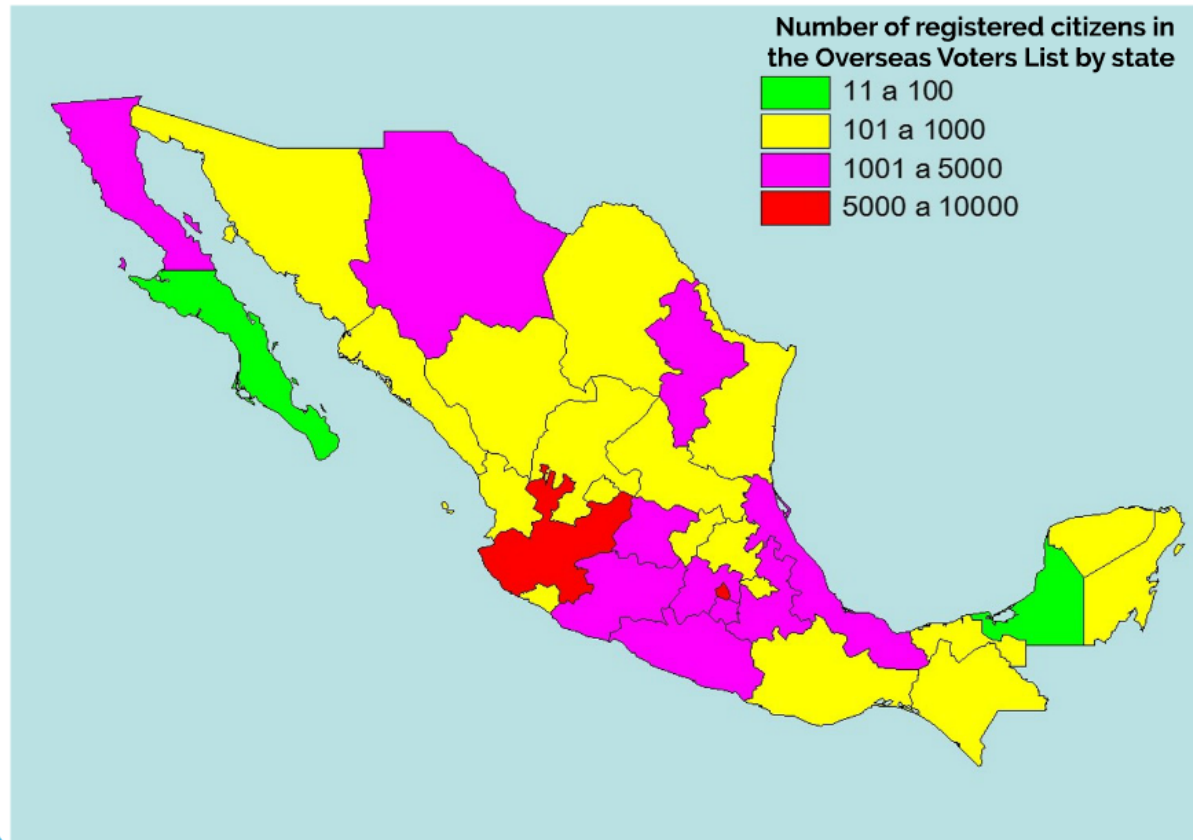 Number of registered citizens in
the Overseas Voters List by state
11 a 100
101 a 1000
1001 a 5000
5000 a 10000